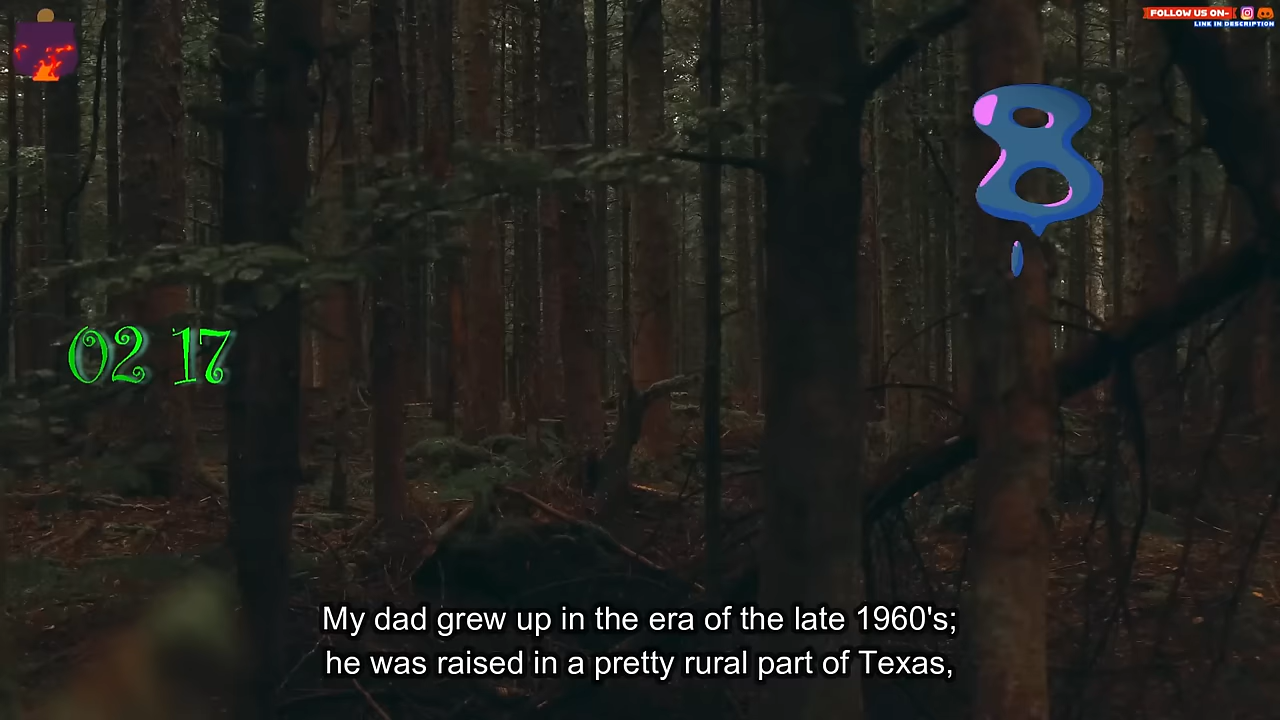 FOLLOW US ON-
LINK IN DESCRIPTION
8
02 17
My dad grew up in the era of the late 1960's;
he was raised in a pretty rural part of Texas,